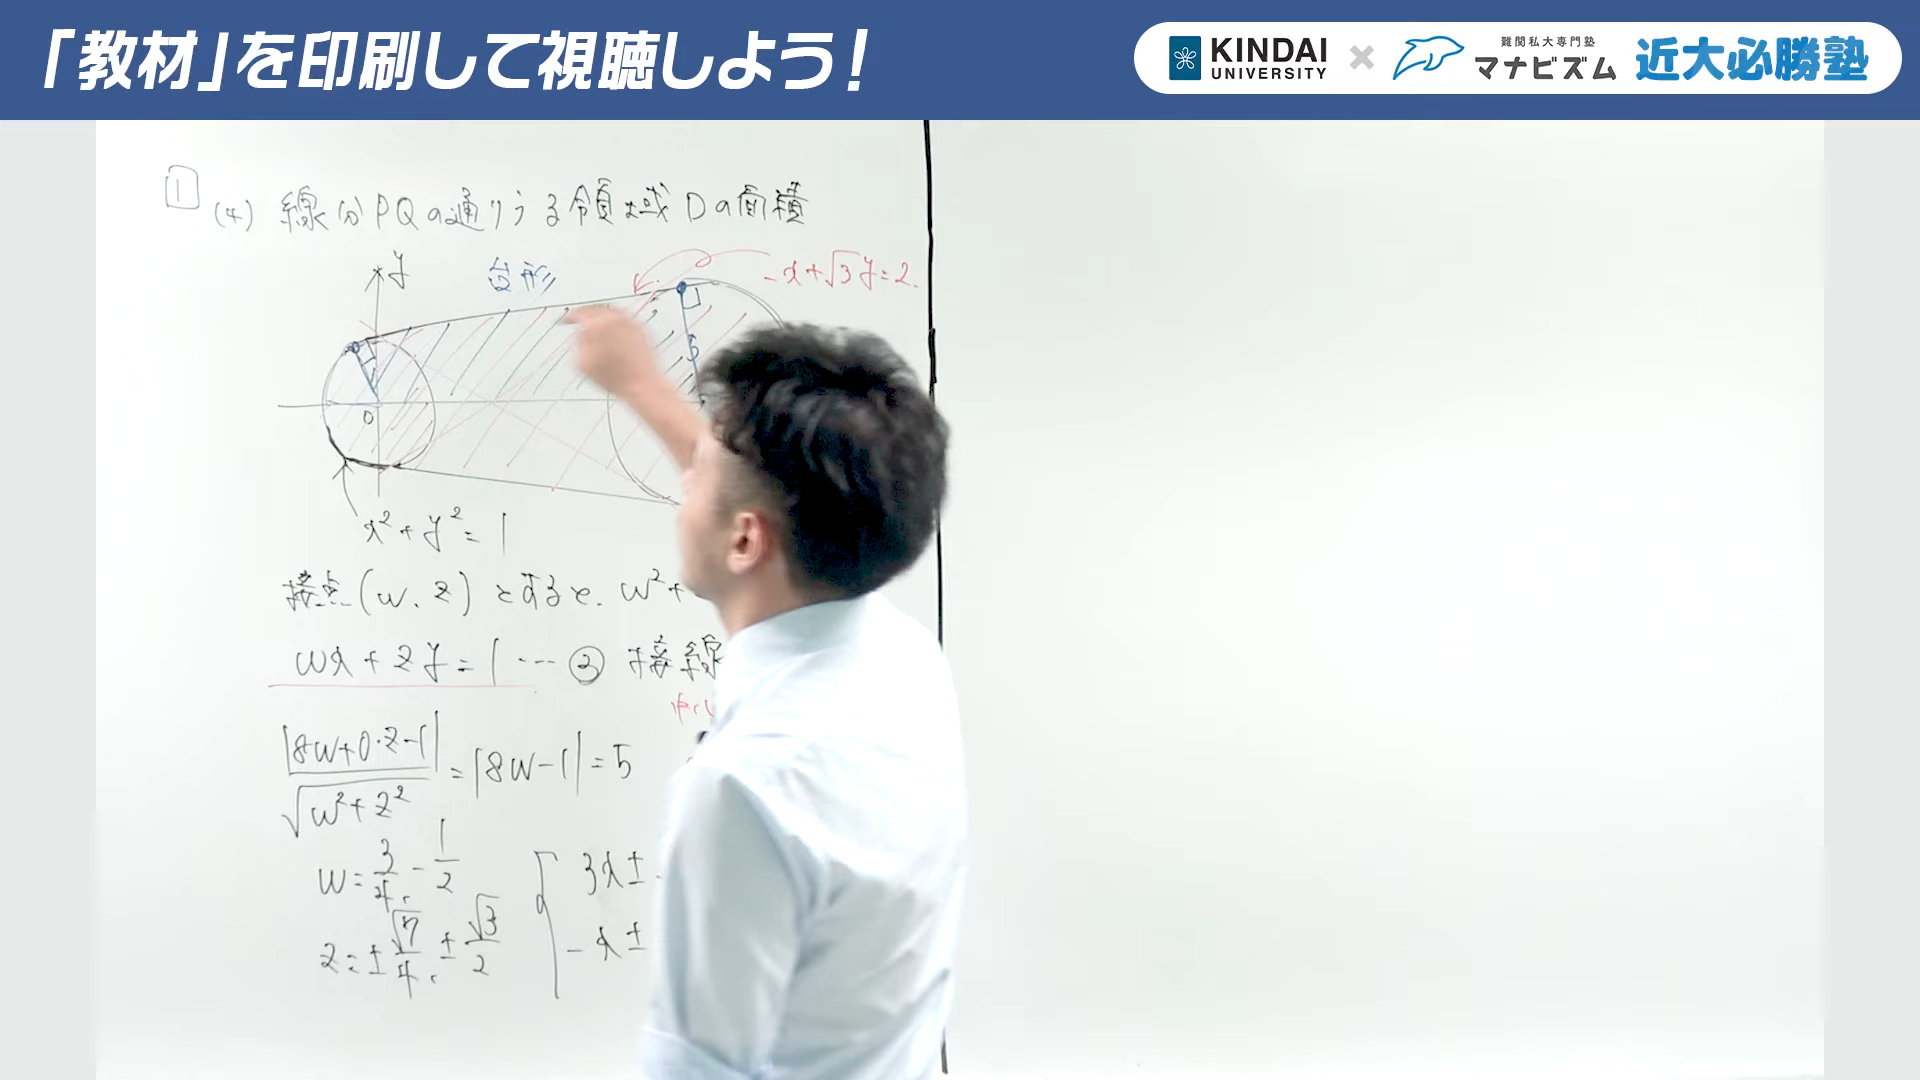 「教材」を印刷して視聴しよう！
KINDAI UNIVERSITY × 難関私大専門塾 マナビズム 近大必勝塾
1
(4) 線分PQの通りうる領域Dの面積
y
台形
-x+√3y=2.
5
O
x²+y²=1
接点(w, z)とすると、w²+
wx+zy=1 … ② 接線
|8w+0·z-1|/√w²+z² = |8w-1|=5
w=3/4, -1/2
z=±√7/4, ±√3/2
3x±
-x±